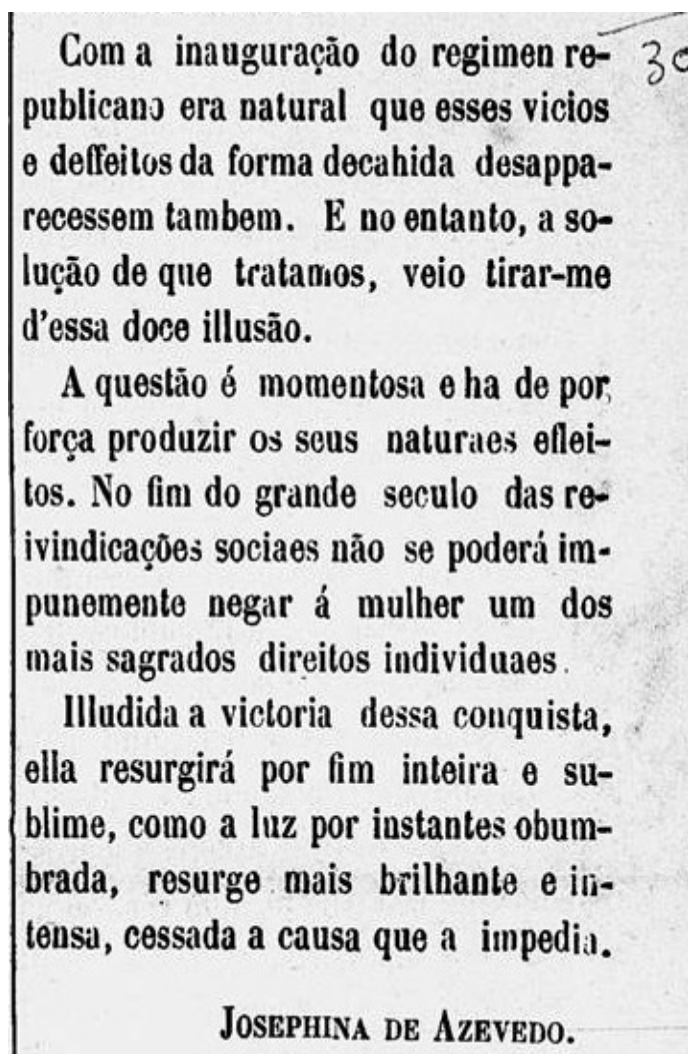 Com a inauguração do regimen re-
publicano era natural que esses vicios
e deffeitos da forma decahida desappa-
recessem tambem. E no entanto, a so-
lução de que tratamos, veio tirar-me
d'essa doce illusão.
A questão é momentosa e ha de por
força produzir os seus naturaes effei-
tos. No fim do grande seculo das re-
ivindicações sociaes não se poderá im-
punemente negar á mulher um dos
mais sagrados direitos individuaes.
Illudida a victoria dessa conquista,
ella resurgirá por fim inteira e su-
blime, como a luz por instantes obum-
brada, resurge mais brilhante e in-
tensa, cessada a causa que a impedia.
JOSEPHINA DE AZEVEDO.